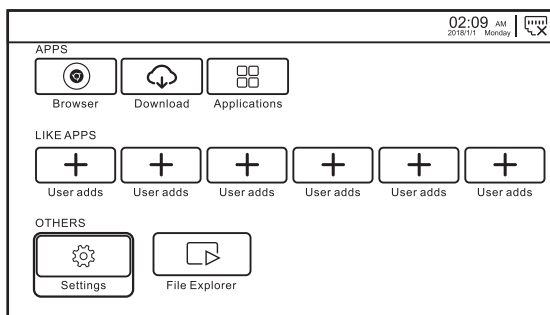 02:09 AM
2018/1/1 Monday
APPS
Browser Download Applications
LIKE APPS
User adds User adds User adds User adds User adds User adds
OTHERS
Settings File Explorer